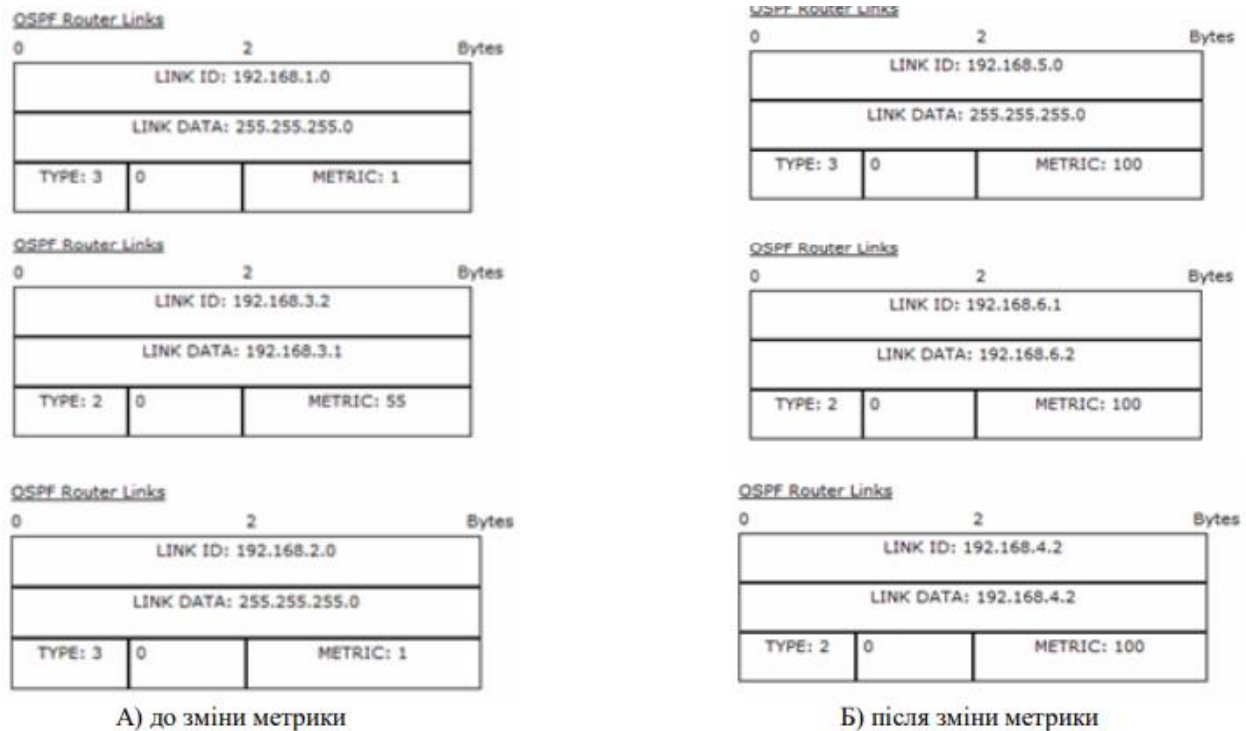 OSPF Router Links
0 2 Bytes
LINK ID: 192.168.1.0
LINK DATA: 255.255.255.0
TYPE: 3 0 METRIC: 1
OSPF Router Links
0 2 Bytes
LINK ID: 192.168.3.2
LINK DATA: 192.168.3.1
TYPE: 2 0 METRIC: 55
OSPF Router Links
0 2 Bytes
LINK ID: 192.168.2.0
LINK DATA: 255.255.255.0
TYPE: 3 0 METRIC: 1
А) до зміни метрики
OSPF Router Links
0 2 Bytes
LINK ID: 192.168.5.0
LINK DATA: 255.255.255.0
TYPE: 3 0 METRIC: 100
OSPF Router Links
0 2 Bytes
LINK ID: 192.168.6.1
LINK DATA: 192.168.6.2
TYPE: 2 0 METRIC: 100
OSPF Router Links
0 2 Bytes
LINK ID: 192.168.4.2
LINK DATA: 192.168.4.2
TYPE: 2 0 METRIC: 100
Б) після зміни метрики